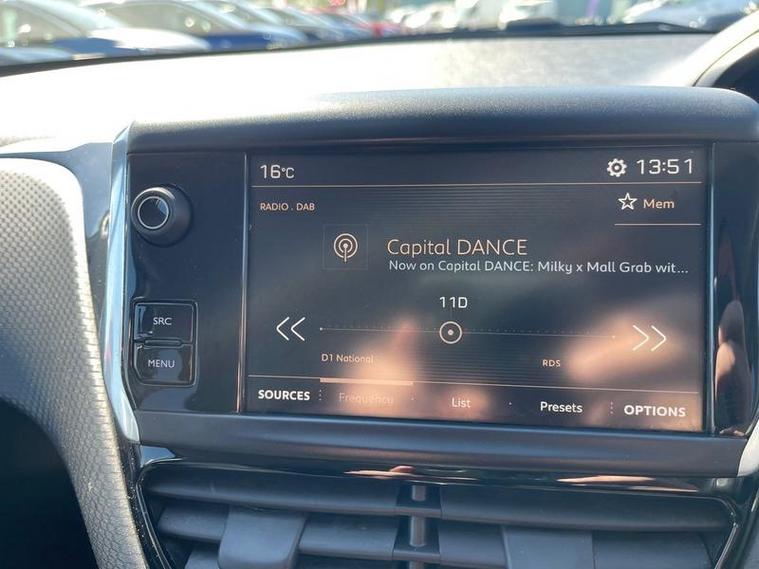 16°C
13:51
RADIO . DAB
Mem
Capital DANCE
Now on Capital DANCE: Milky x Mall Grab wit...
11D
SRC
MENU
D1 National
RDS
SOURCES
Frequency
List
Presets
OPTIONS